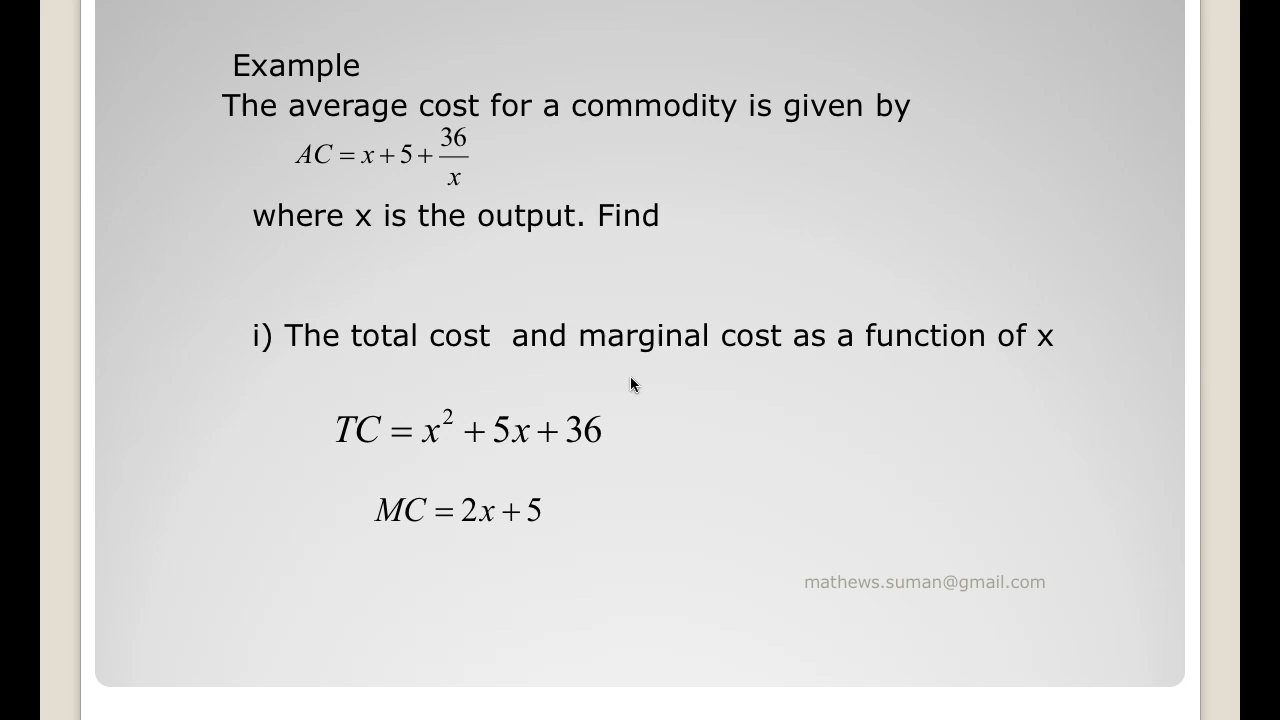 Example
The average cost for a commodity is given by
AC = x + 5 + 36/x
where x is the output. Find
i) The total cost and marginal cost as a function of x
TC = x² + 5x + 36
MC = 2x + 5
mathews.suman@gmail.com